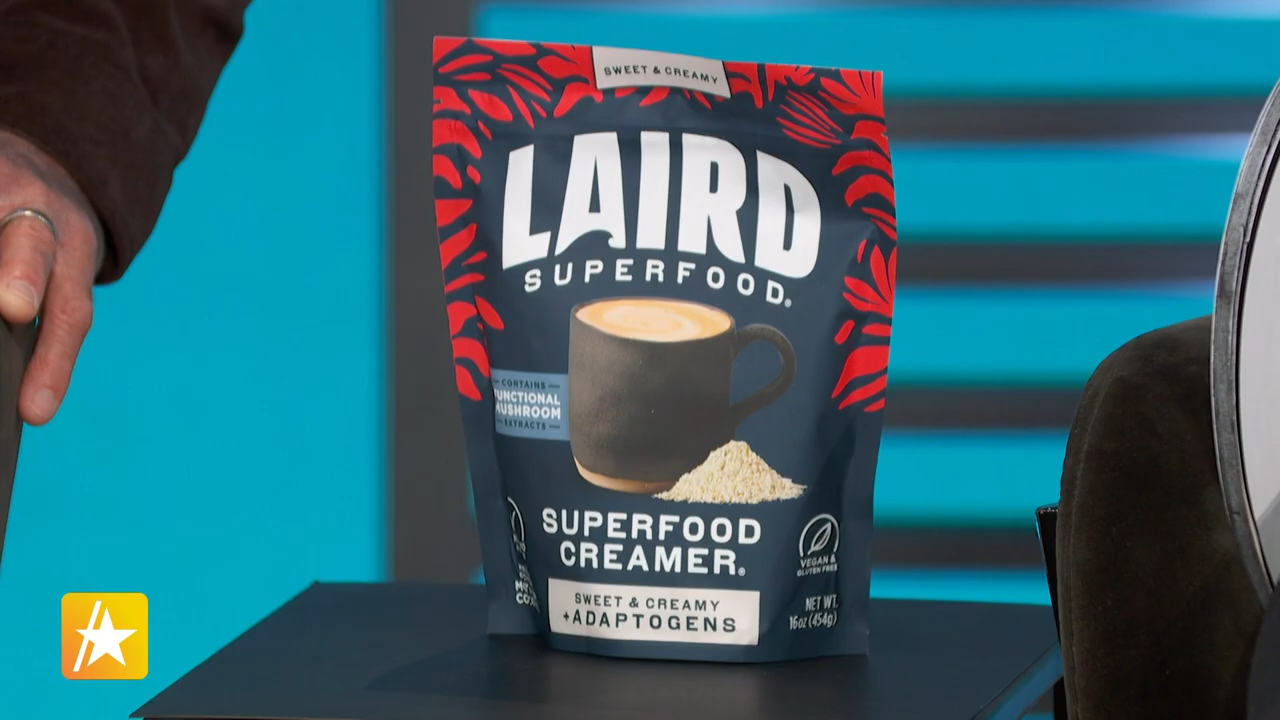 SWEET & CREAMY
LAIRD
SUPERFOOD®
CONTAINS
FUNCTIONAL
MUSHROOM
EXTRACTS
SUPERFOOD
CREAMER®
VEGAN &
GLUTEN FREE
SWEET & CREAMY
+ADAPTOGENS
NET WT.
16oz (454g)